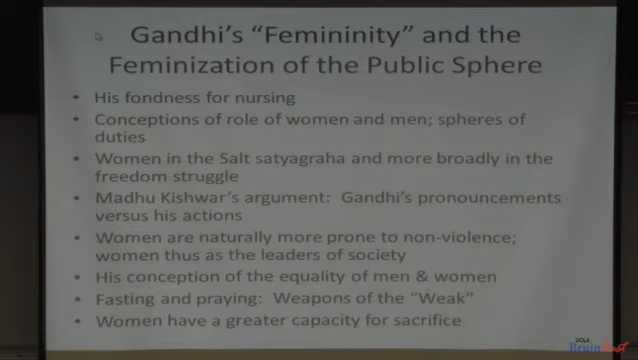 Gandhi's "Femininity" and the
Feminization of the Public Sphere
• His fondness for nursing
• Conceptions of role of women and men; spheres of
duties
• Women in the Salt satyagraha and more broadly in the
freedom struggle
• Madhu Kishwar's argument: Gandhi's pronouncements
versus his actions
• Women are naturally more prone to non-violence;
women thus as the leaders of society
• His conception of the equality of men & women
• Fasting and praying: Weapons of the "Weak"
• Women have a greater capacity for sacrifice
UCLA
BruinCast